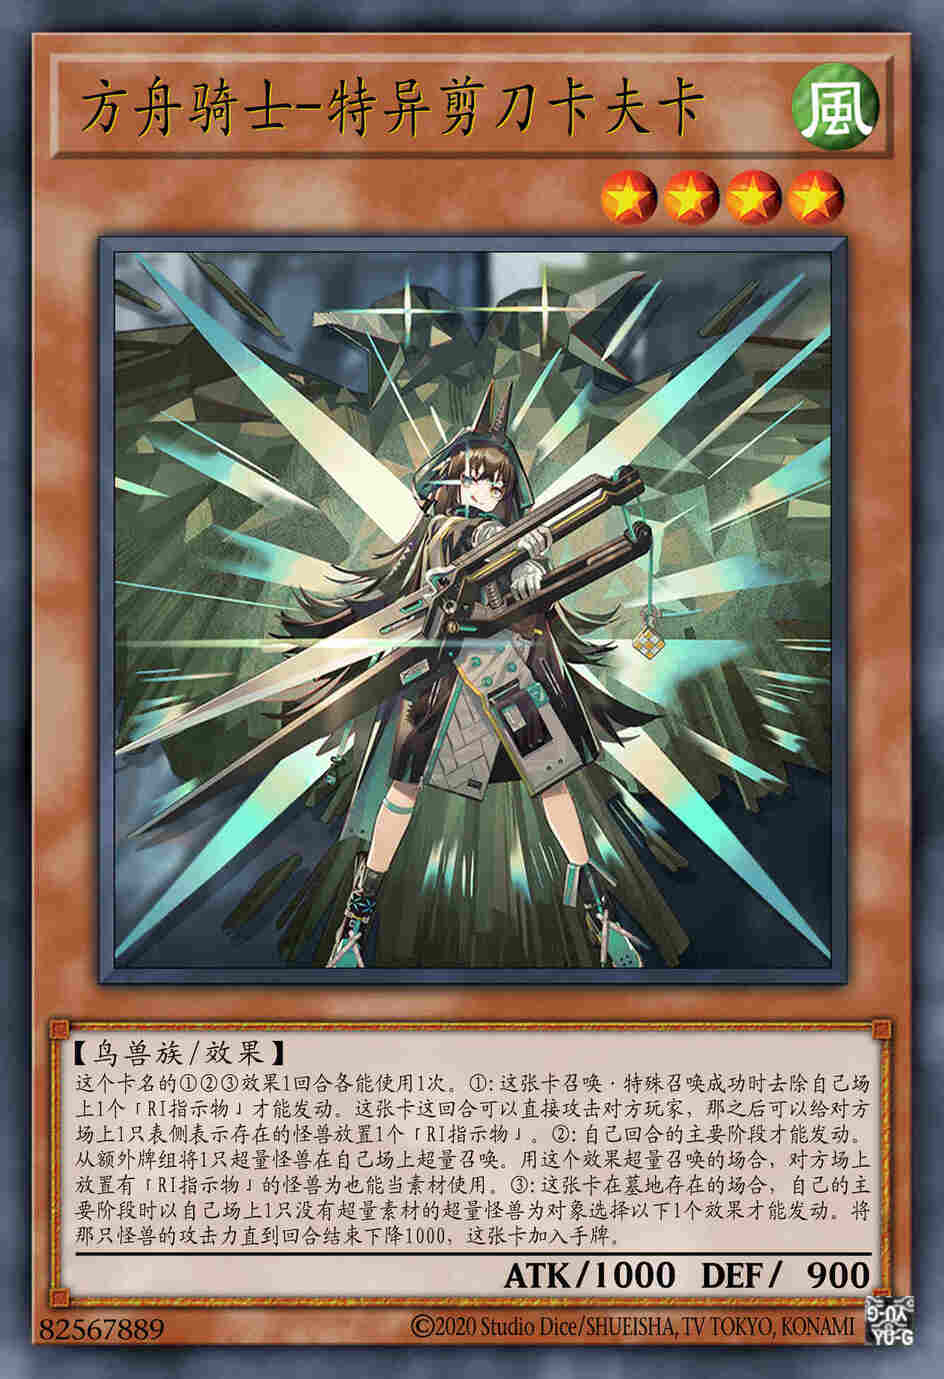 方舟骑士-特异剪刀卡夫卡
風
【鸟兽族/效果】
这个卡名的①②③效果1回合各能使用1次。①:这张卡召唤·特殊召唤成功时去除自己场
上1个「RI指示物」才能发动。这张卡这回合可以直接攻击对方玩家，那之后可以给对方
场上1只表侧表示存在的怪兽放置1个「RI指示物」。②:自己回合的主要阶段才能发动。
从额外牌组将1只超量怪兽在自己场上超量召唤。用这个效果超量召唤的场合，对方场上
放置有「RI指示物」的怪兽为也能当素材使用。③:这张卡在墓地存在的场合，自己的主
要阶段时以自己场上1只没有超量素材的超量怪兽为对象选择以下1个效果才能发动。将
那只怪兽的攻击力直到回合结束下降1000，这张卡加入手牌。
ATK/1000 DEF/ 900
82567889 ©2020 Studio Dice/SHUEISHA, TV TOKYO, KONAMI